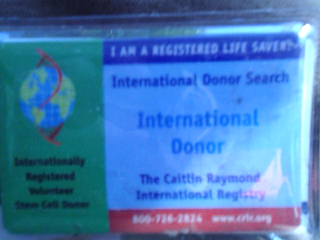 I AM A REGISTERED LIFE SAVER!
International Donor Search
International
Donor
The Caitlin Raymond
International Registry
800-726-2824 www.crir.org
Internationally
Registered
Volunteer
Stem Cell Donor